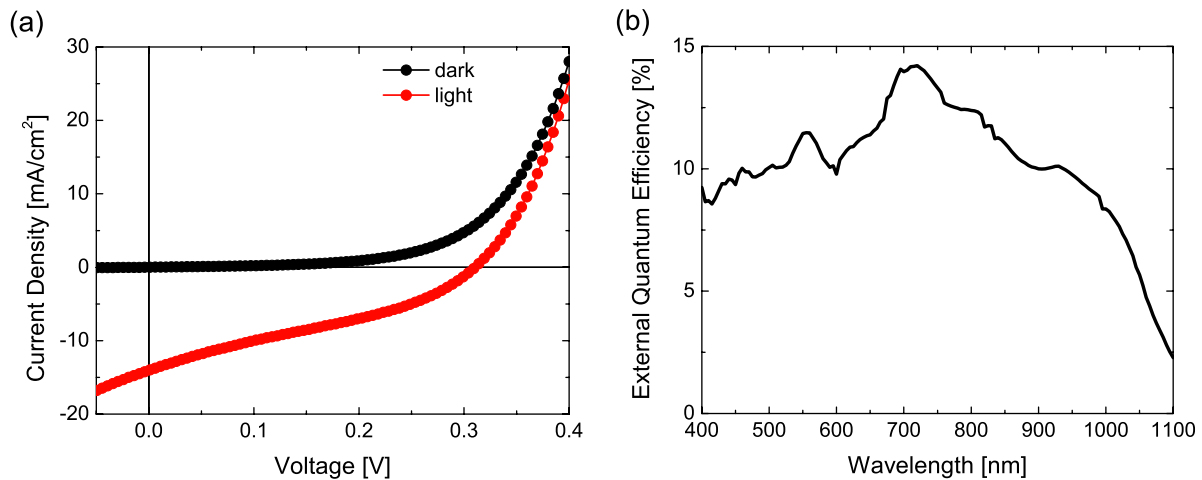 (a)
30
20
10
0
-10
-20
0.0
0.1
0.2
0.3
0.4
Current Density [mA/cm²]
Voltage [V]
dark
light
(b)
15
10
5
0
400
500
600
700
800
900
1000
1100
External Quantum Efficiency [%]
Wavelength [nm]